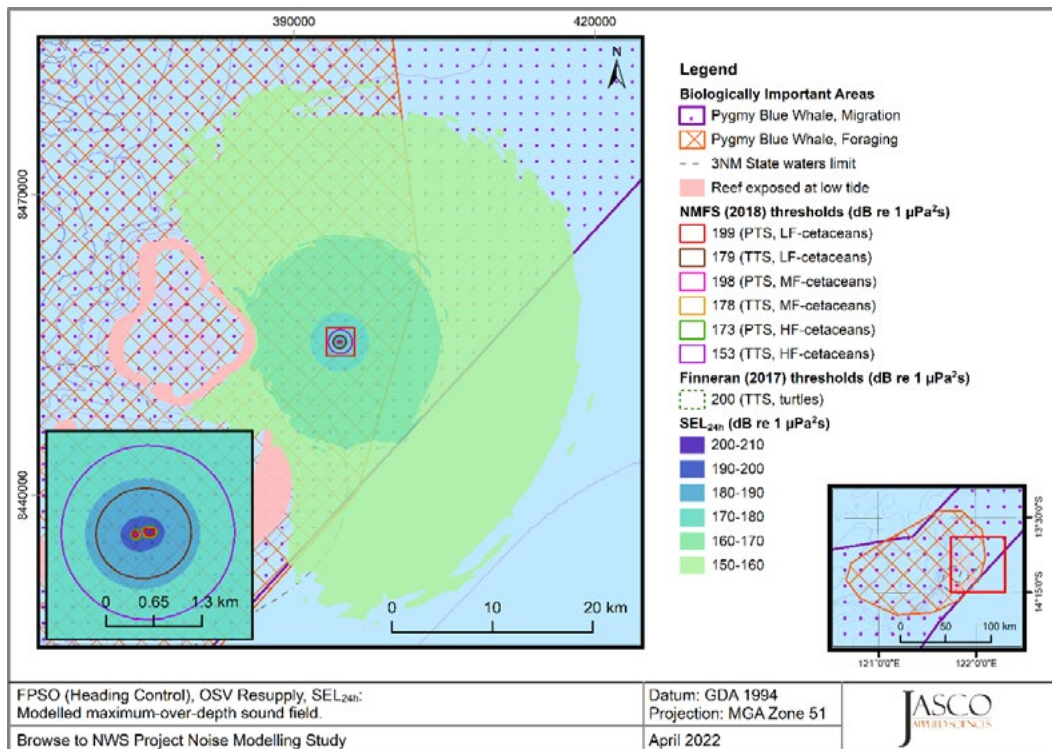 390000
420000
8470000
8440000
N
0 0.65 1.3 km
0 10 20 km
Legend
Biologically Important Areas
Pygmy Blue Whale, Migration
Pygmy Blue Whale, Foraging
3NM State waters limit
Reef exposed at low tide
NMFS (2018) thresholds (dB re 1 µPa²s)
199 (PTS, LF-cetaceans)
179 (TTS, LF-cetaceans)
198 (PTS, MF-cetaceans)
178 (TTS, MF-cetaceans)
173 (PTS, HF-cetaceans)
153 (TTS, HF-cetaceans)
Finneran (2017) thresholds (dB re 1 µPa²s)
200 (TTS, turtles)
SEL24h (dB re 1 µPa²s)
200-210
190-200
180-190
170-180
160-170
150-160
13°30'0"S
14°15'0"S
0 50 100 km
121°0'0"E 122°0'0"E
FPSO (Heading Control), OSV Resupply, SEL24h:
Modelled maximum-over-depth sound field.
Browse to NWS Project Noise Modelling Study
Datum: GDA 1994
Projection: MGA Zone 51
April 2022
JASCO
APPLIED SCIENCES